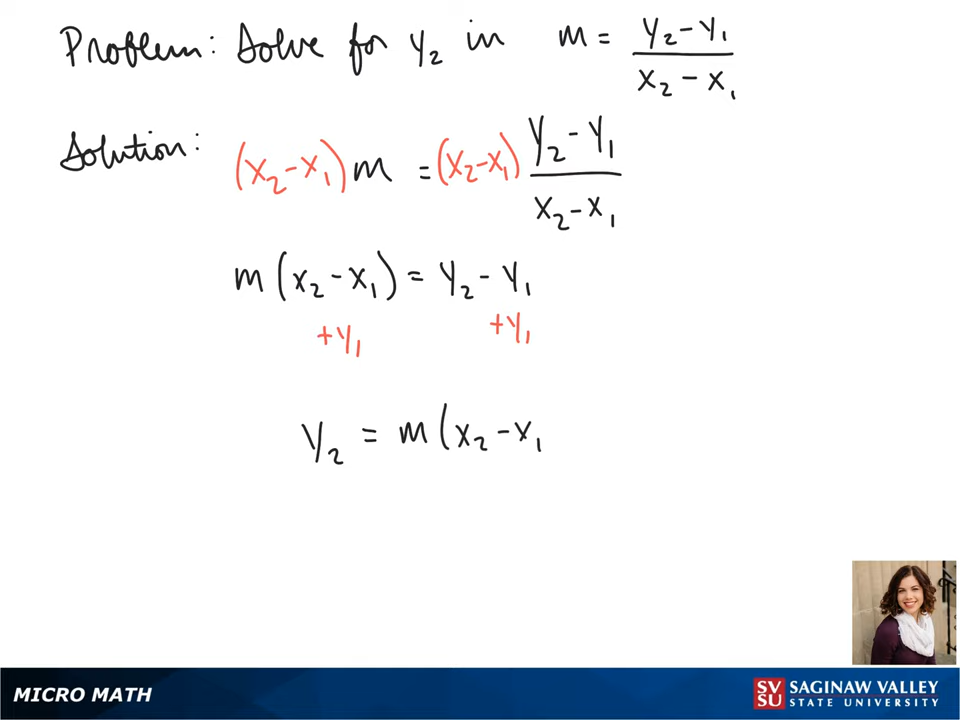 Problem: Solve for y₂ in m = (y₂ - y₁)/(x₂ - x₁)
Solution: (x₂-x₁) m = (x₂-x₁) (y₂ - y₁)/(x₂ - x₁)
m(x₂ - x₁) = y₂ - y₁
+y₁ +y₁
y₂ = m(x₂ - x₁
MICRO MATH
SVSU SAGINAW VALLEY
STATE UNIVERSITY